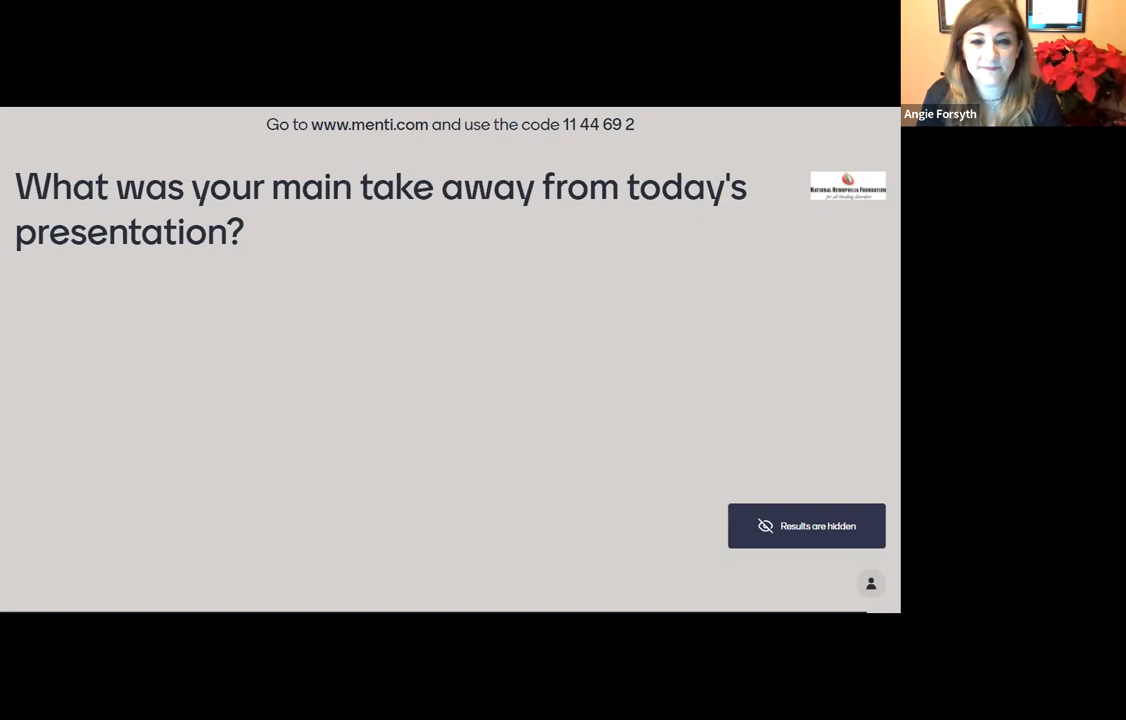 Go to www.menti.com and use the code 11 44 69 2
Angie Forsyth
What was your main take away from today's
presentation?
NATIONAL HEMOPHILIA FOUNDATION
for all bleeding disorders
Results are hidden